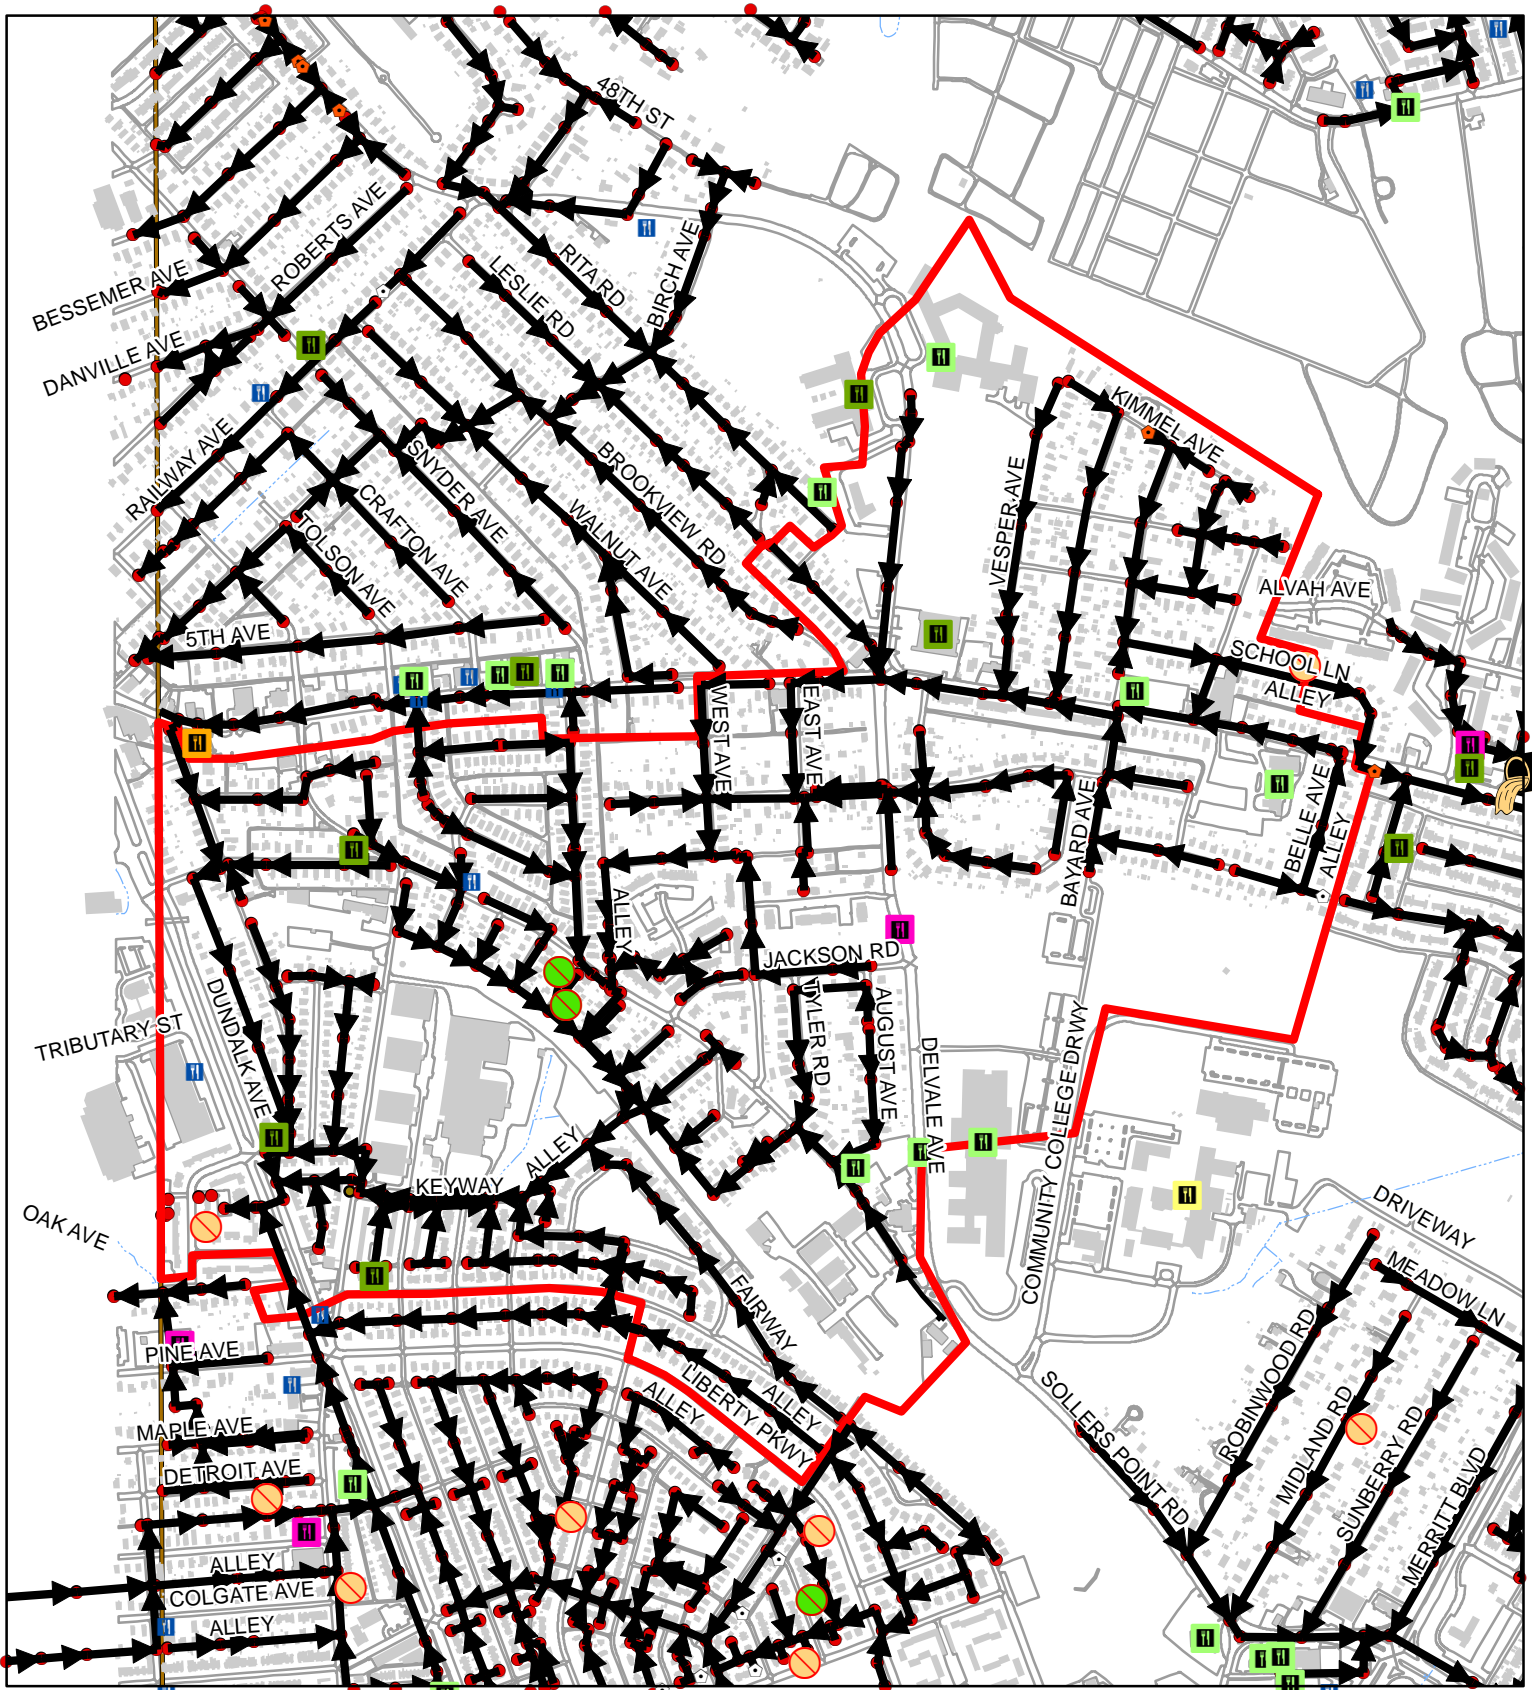 48TH ST
ROBERTS AVE
BESSEMER AVE
RITA RD
LESLIE RD
BIRCH AVE
DANVILLE AVE
KIMMEL AVE
RAILWAY AVE
SNYDER AVE
BROOKVIEW RD
VESPER AVE
CRAFTON AVE
TOLSON AVE
WALNUT AVE
ALVAH AVE
5TH AVE
SCHOOL LN
ALLEY
WEST AVE
EAST AVE
BELLE AVE
BAYARD AVE
ALLEY
ALLEY
JACKSON RD
DUNDALK AVE
TYLER RD
AUGUST AVE
TRIBUTARY ST
DELVALE AVE
COMMUNITY COLLEGE DRWY
ALLEY
KEYWAY
OAK AVE
DRIVEWAY
MEADOW LN
FAIRWAY
PINE AVE
ROBINWOOD RD
LIBERTY PKWY
ALLEY
ALLEY
SOLLERS POINT RD
MIDLAND RD
SUNBERRY RD
MERRITT BLVD
MAPLE AVE
DETROIT AVE
ALLEY
COLGATE AVE
ALLEY